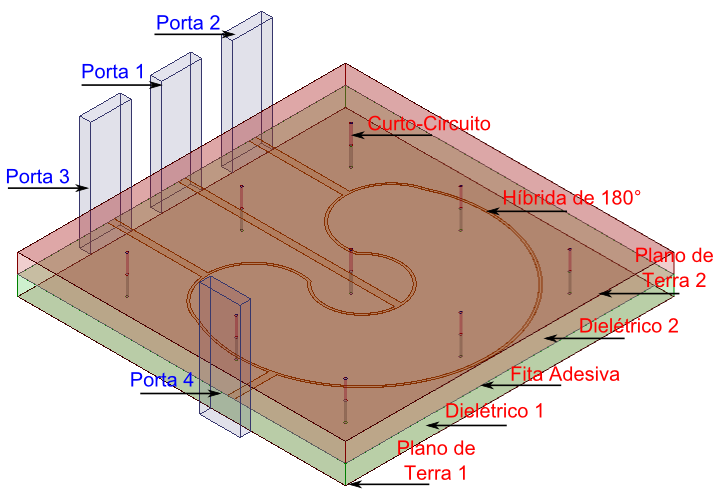 Porta 2
Porta 1
Porta 3
Curto-Circuito
Híbrida de 180°
Plano de
Terra 2
Dielétrico 2
Fita Adesiva
Porta 4
Dielétrico 1
Plano de
Terra 1